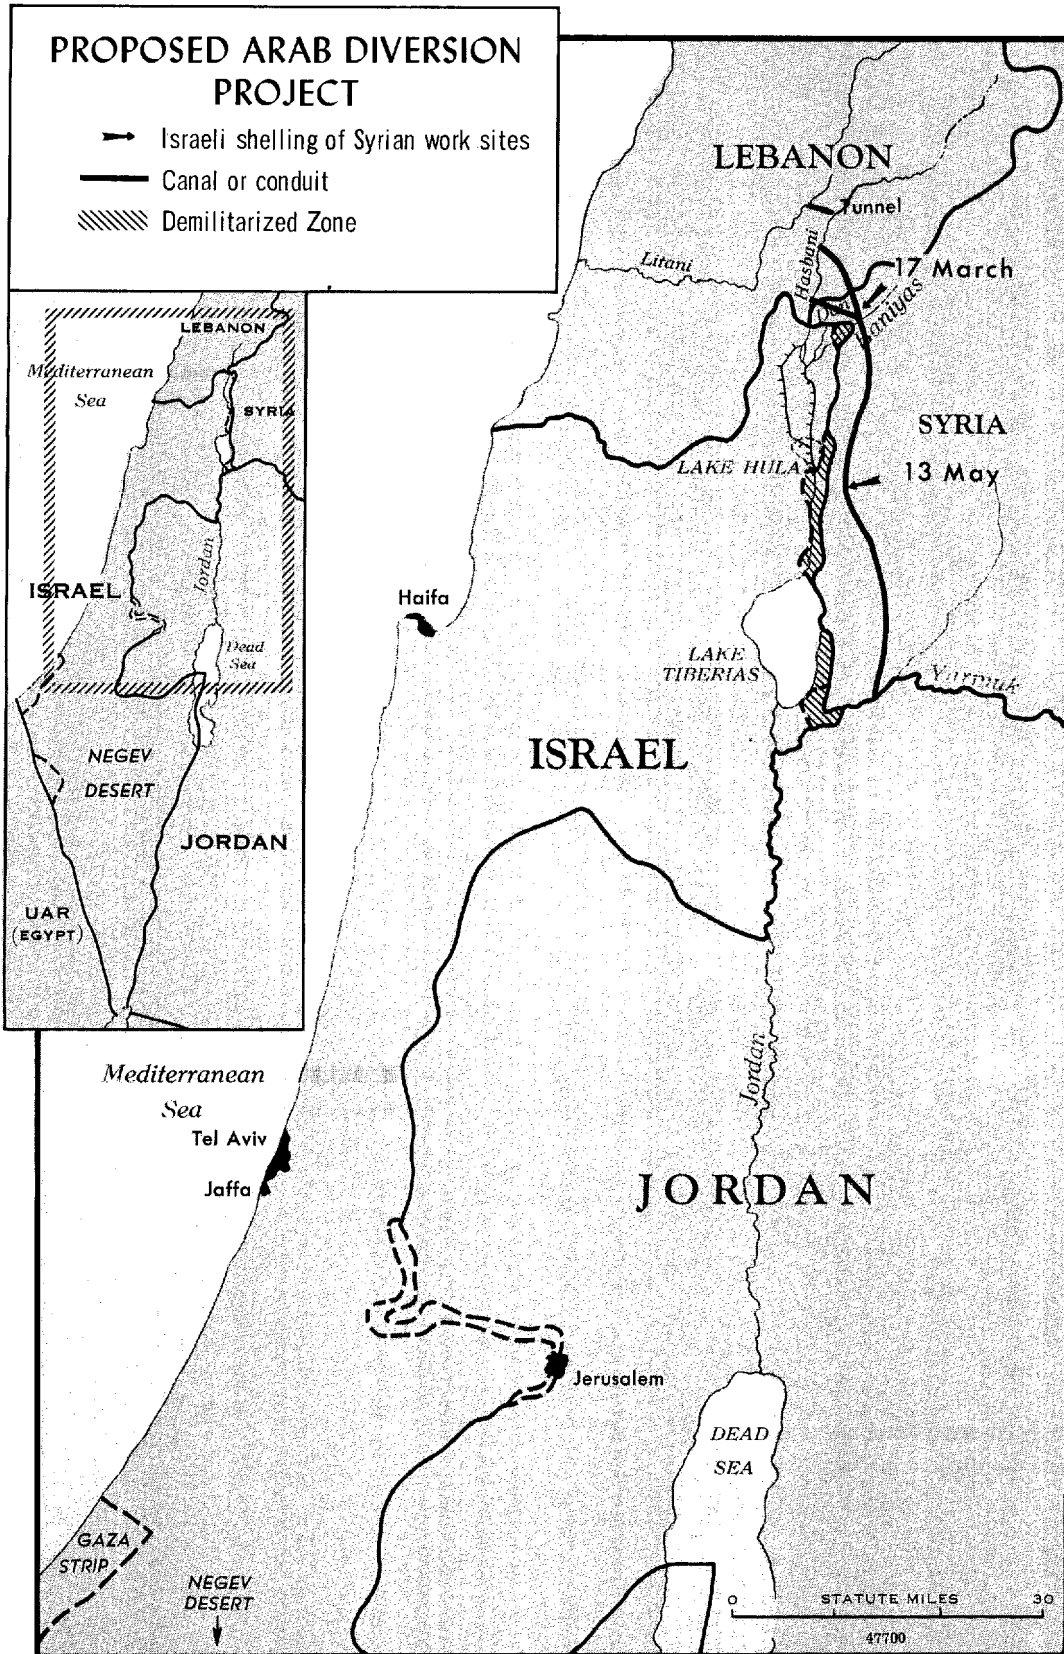 PROPOSED ARAB DIVERSION
PROJECT
Israeli shelling of Syrian work sites
Canal or conduit
Demilitarized Zone
LEBANON
Mediterranean
Sea
SYRIA
ISRAEL
Jordan
Dead
Sea
NEGEV
DESERT
JORDAN
UAR
(EGYPT)
LEBANON
Tunnel
Litani
Hasbani
17 March
Dan
Baniyas
SYRIA
LAKE HULA
13 May
Haifa
LAKE
TIBERIAS
Yarmuk
ISRAEL
Mediterranean
Sea
Jordan
Tel Aviv
Jaffa
JORDAN
Jerusalem
DEAD
SEA
GAZA
STRIP
NEGEV
DESERT
0 STATUTE MILES 30
47700